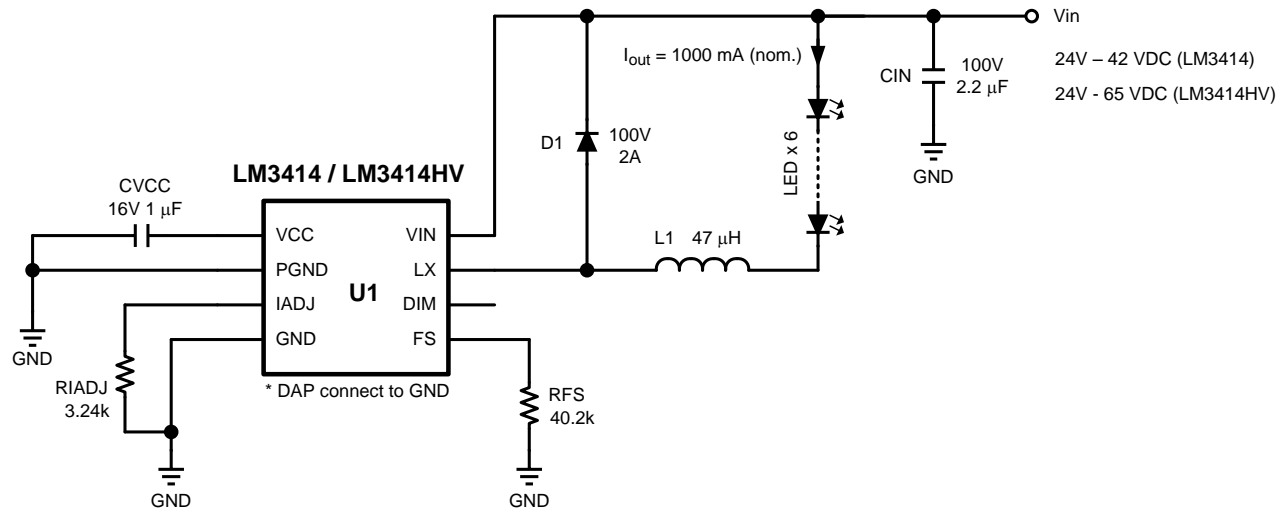 Vin
I_out = 1000 mA (nom.)
24V – 42 VDC (LM3414)
24V - 65 VDC (LM3414HV)
CIN
100V
2.2 μF
GND
D1
100V
2A
LED x 6
LM3414 / LM3414HV
CVCC
16V 1 μF
VCC
VIN
L1 47 μH
PGND
LX
U1
IADJ
DIM
GND
FS
GND
* DAP connect to GND
RIADJ
3.24k
RFS
40.2k
GND
GND